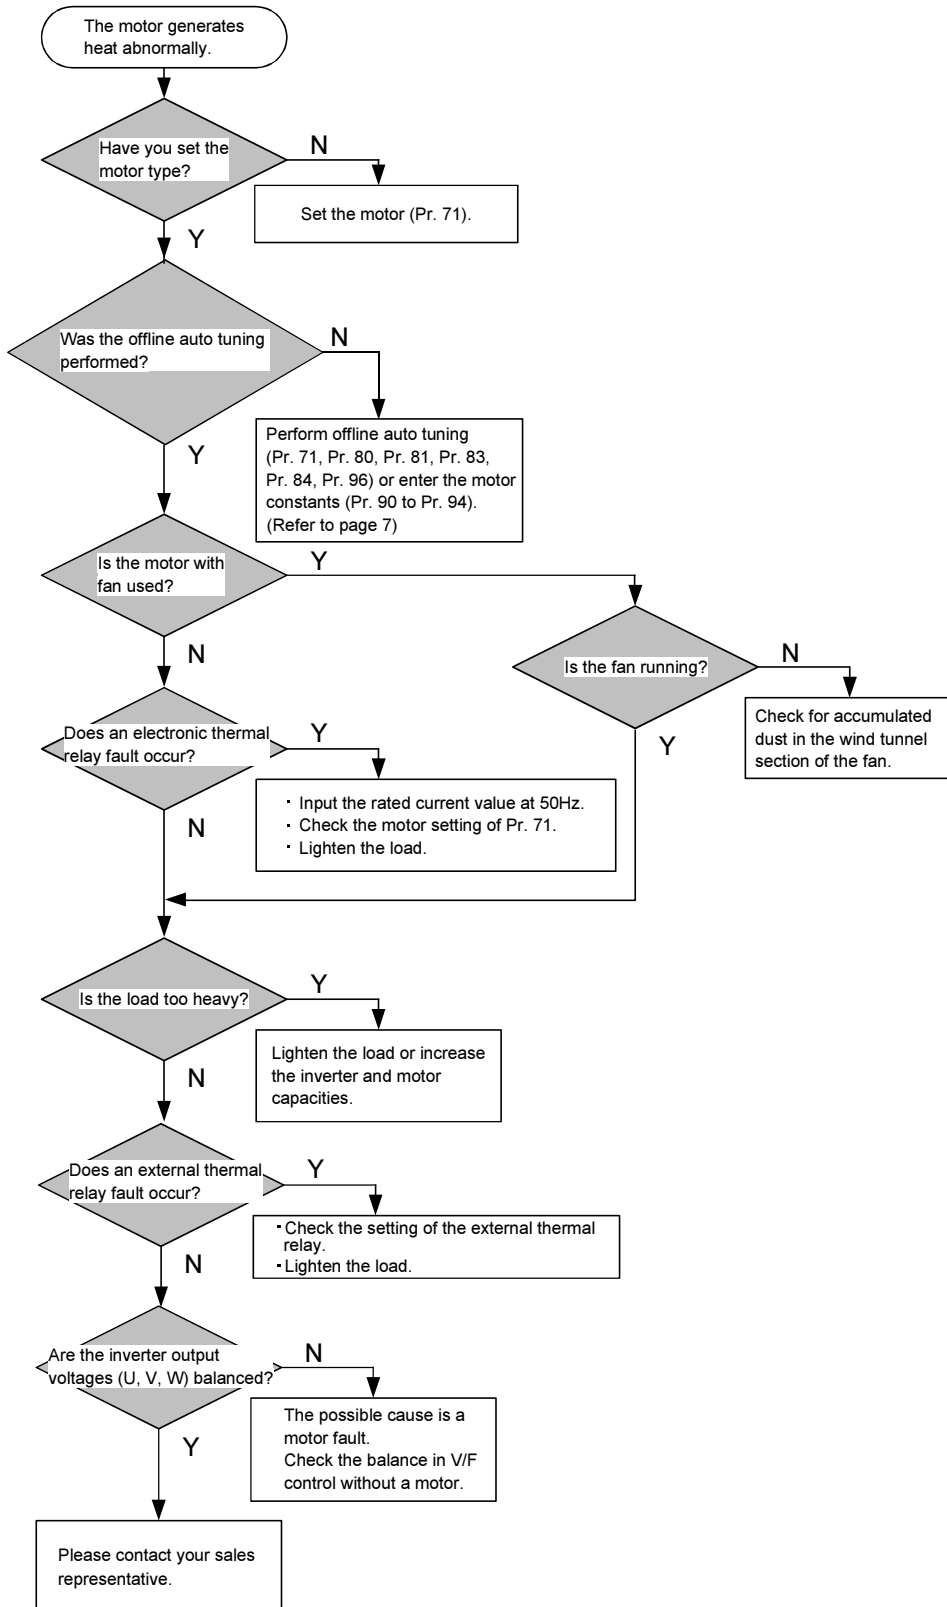 The motor generates
heat abnormally.
Have you set the
motor type?
N
Set the motor (Pr. 71).
Y
Was the offline auto tuning
performed?
N
Perform offline auto tuning
(Pr. 71, Pr. 80, Pr. 81, Pr. 83,
Pr. 84, Pr. 96) or enter the motor
constants (Pr. 90 to Pr. 94).
(Refer to page 7)
Y
Is the motor with
fan used?
Y
Is the fan running?
N
Check for accumulated
dust in the wind tunnel
section of the fan.
Y
N
Does an electronic thermal
relay fault occur?
Y
・Input the rated current value at 50Hz.
・Check the motor setting of Pr. 71.
・Lighten the load.
N
Is the load too heavy?
Y
Lighten the load or increase
the inverter and motor
capacities.
N
Does an external thermal
relay fault occur?
Y
・Check the setting of the external thermal
relay.
・Lighten the load.
N
Are the inverter output
voltages (U, V, W) balanced?
N
The possible cause is a
motor fault.
Check the balance in V/F
control without a motor.
Y
Please contact your sales
representative.